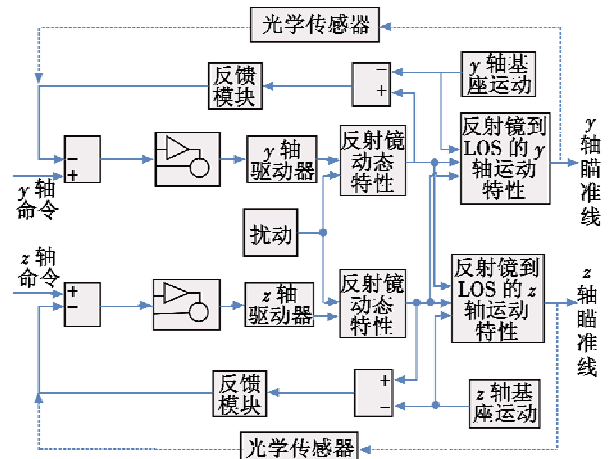 光学传感器
y 轴基
座运动
反馈
模块
−
+
y
轴
瞄
准
线
反射镜到
LOS 的 y
轴运动
特性
反射镜
动态
特性
y 轴
驱动器
−
+
y 轴
命令
扰动
z 轴
命令
+
−
z 轴
驱动器
反射镜
动态
特性
反射镜到
LOS 的 z
轴运动
特性
z
轴
瞄
准
线
反馈
模块
+
−
z 轴基
座运动
光学传感器